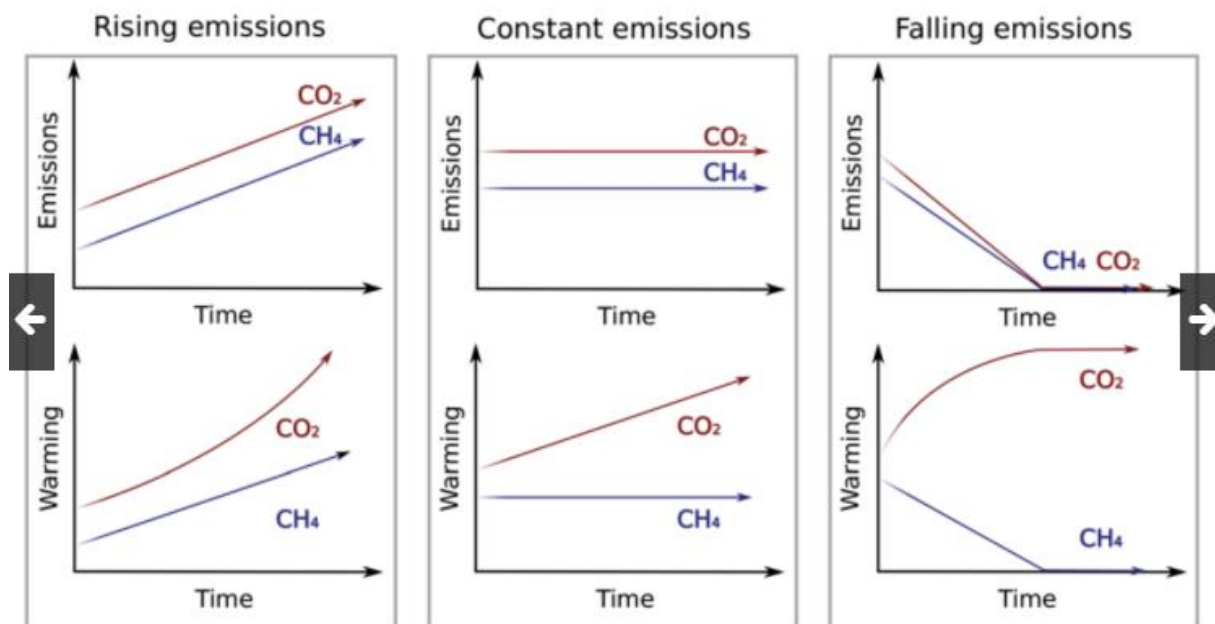 Rising emissions
Emissions
CO₂
CH₄
Time
Warming
CO₂
CH₄
Time
Constant emissions
Emissions
CO₂
CH₄
Time
Warming
CO₂
CH₄
Time
Falling emissions
Emissions
CH₄ CO₂
Time
Warming
CO₂
CH₄
Time